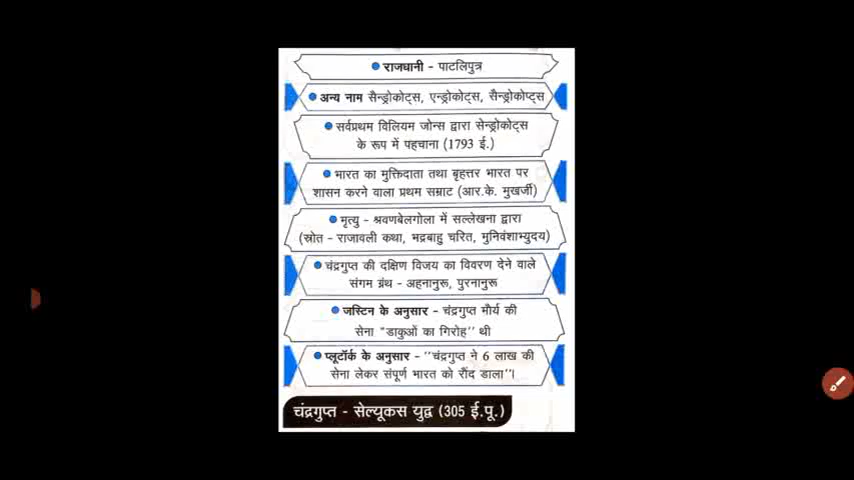 ● राजधानी - पाटलिपुत्र
● अन्य नाम सैन्ड्रोकोट्स, एन्ड्रोकोट्स, सैन्ड्रोकोप्ट्स
● सर्वप्रथम विलियम जोन्स द्वारा सेन्ड्रोकोट्स
के रूप में पहचाना (1793 ई.)
● भारत का मुक्तिदाता तथा बृहत्तर भारत पर
शासन करने वाला प्रथम सम्राट (आर.के. मुखर्जी)
● मृत्यु - श्रवणबेलगोला में सल्लेखना द्वारा
(स्रोत - राजावली कथा, भद्रबाहु चरित, मुनिवंशाभ्युदय)
● चंद्रगुप्त की दक्षिण विजय का विवरण देने वाले
संगम ग्रंथ - अहनानुरू, पुरनानुरू
● जस्टिन के अनुसार - चंद्रगुप्त मौर्य की
सेना "डाकुओं का गिरोह" थी
● प्लूटॉर्क के अनुसार - "चंद्रगुप्त ने 6 लाख की
सेना लेकर संपूर्ण भारत को रौंद डाला"।
चंद्रगुप्त - सेल्यूकस युद्व (305 ई.पू.)